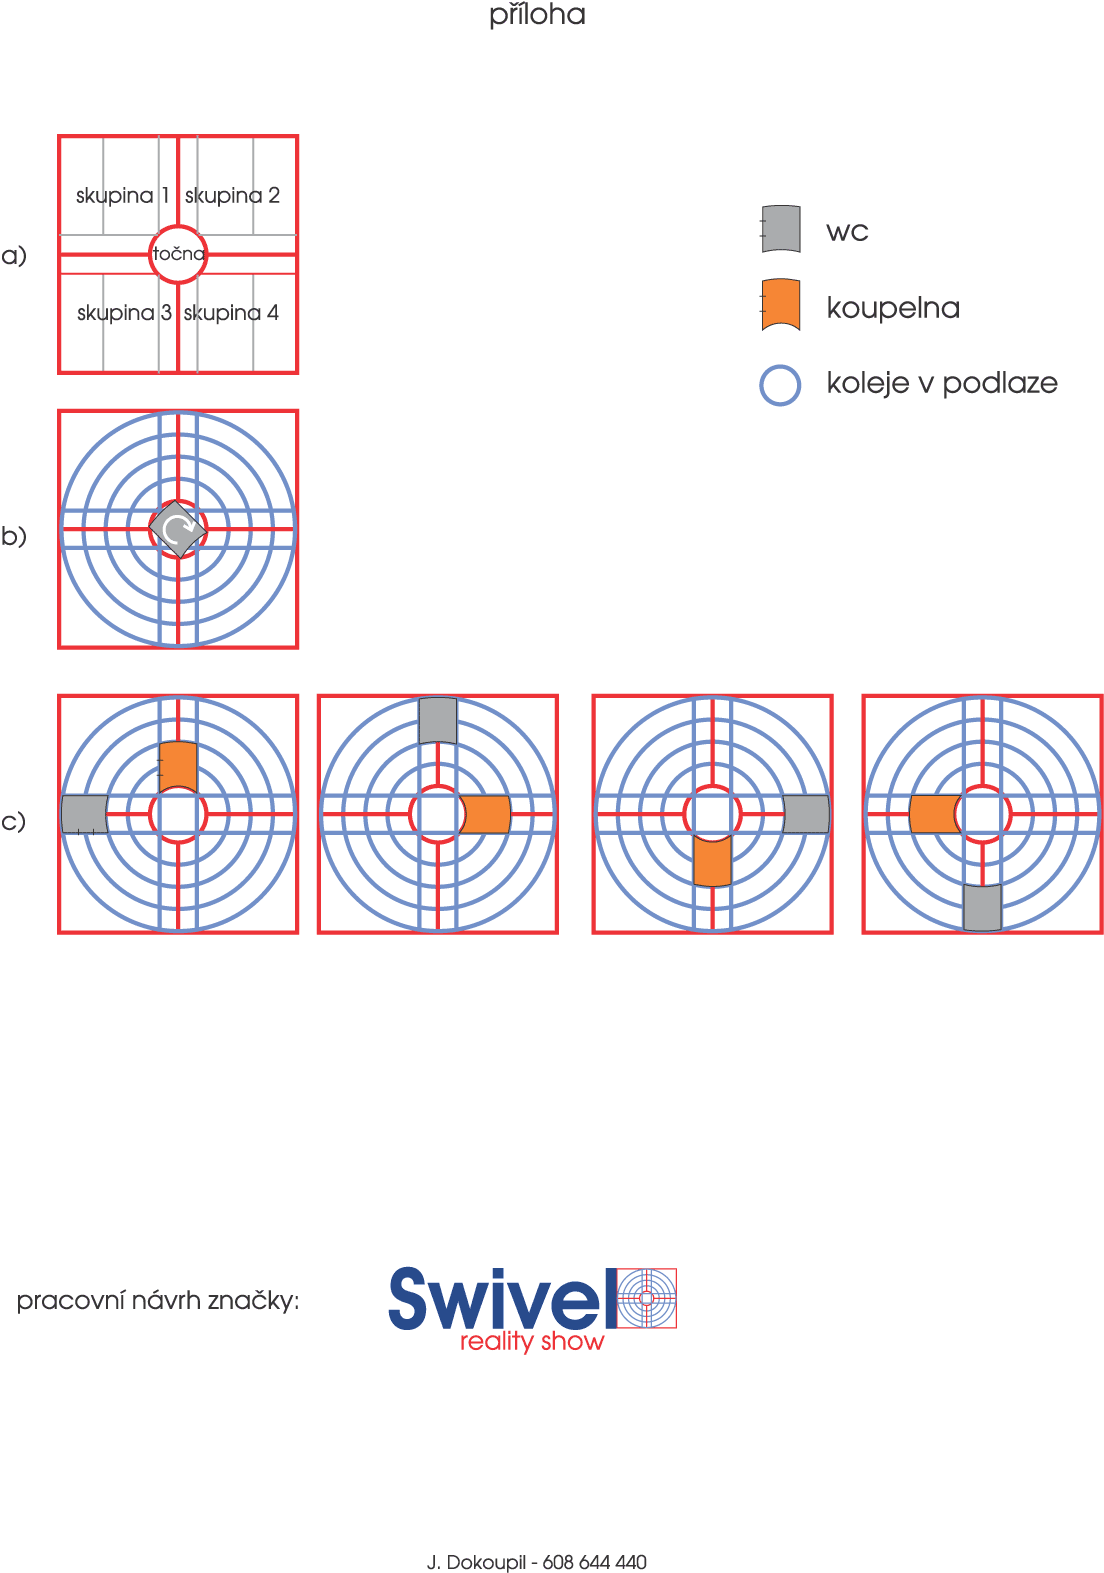 příloha
a)
skupina 1
skupina 2
točna
skupina 3
skupina 4
wc
koupelna
koleje v podlaze
b)
c)
pracovní návrh značky:
Swivel
reality show
J. Dokoupil - 608 644 440